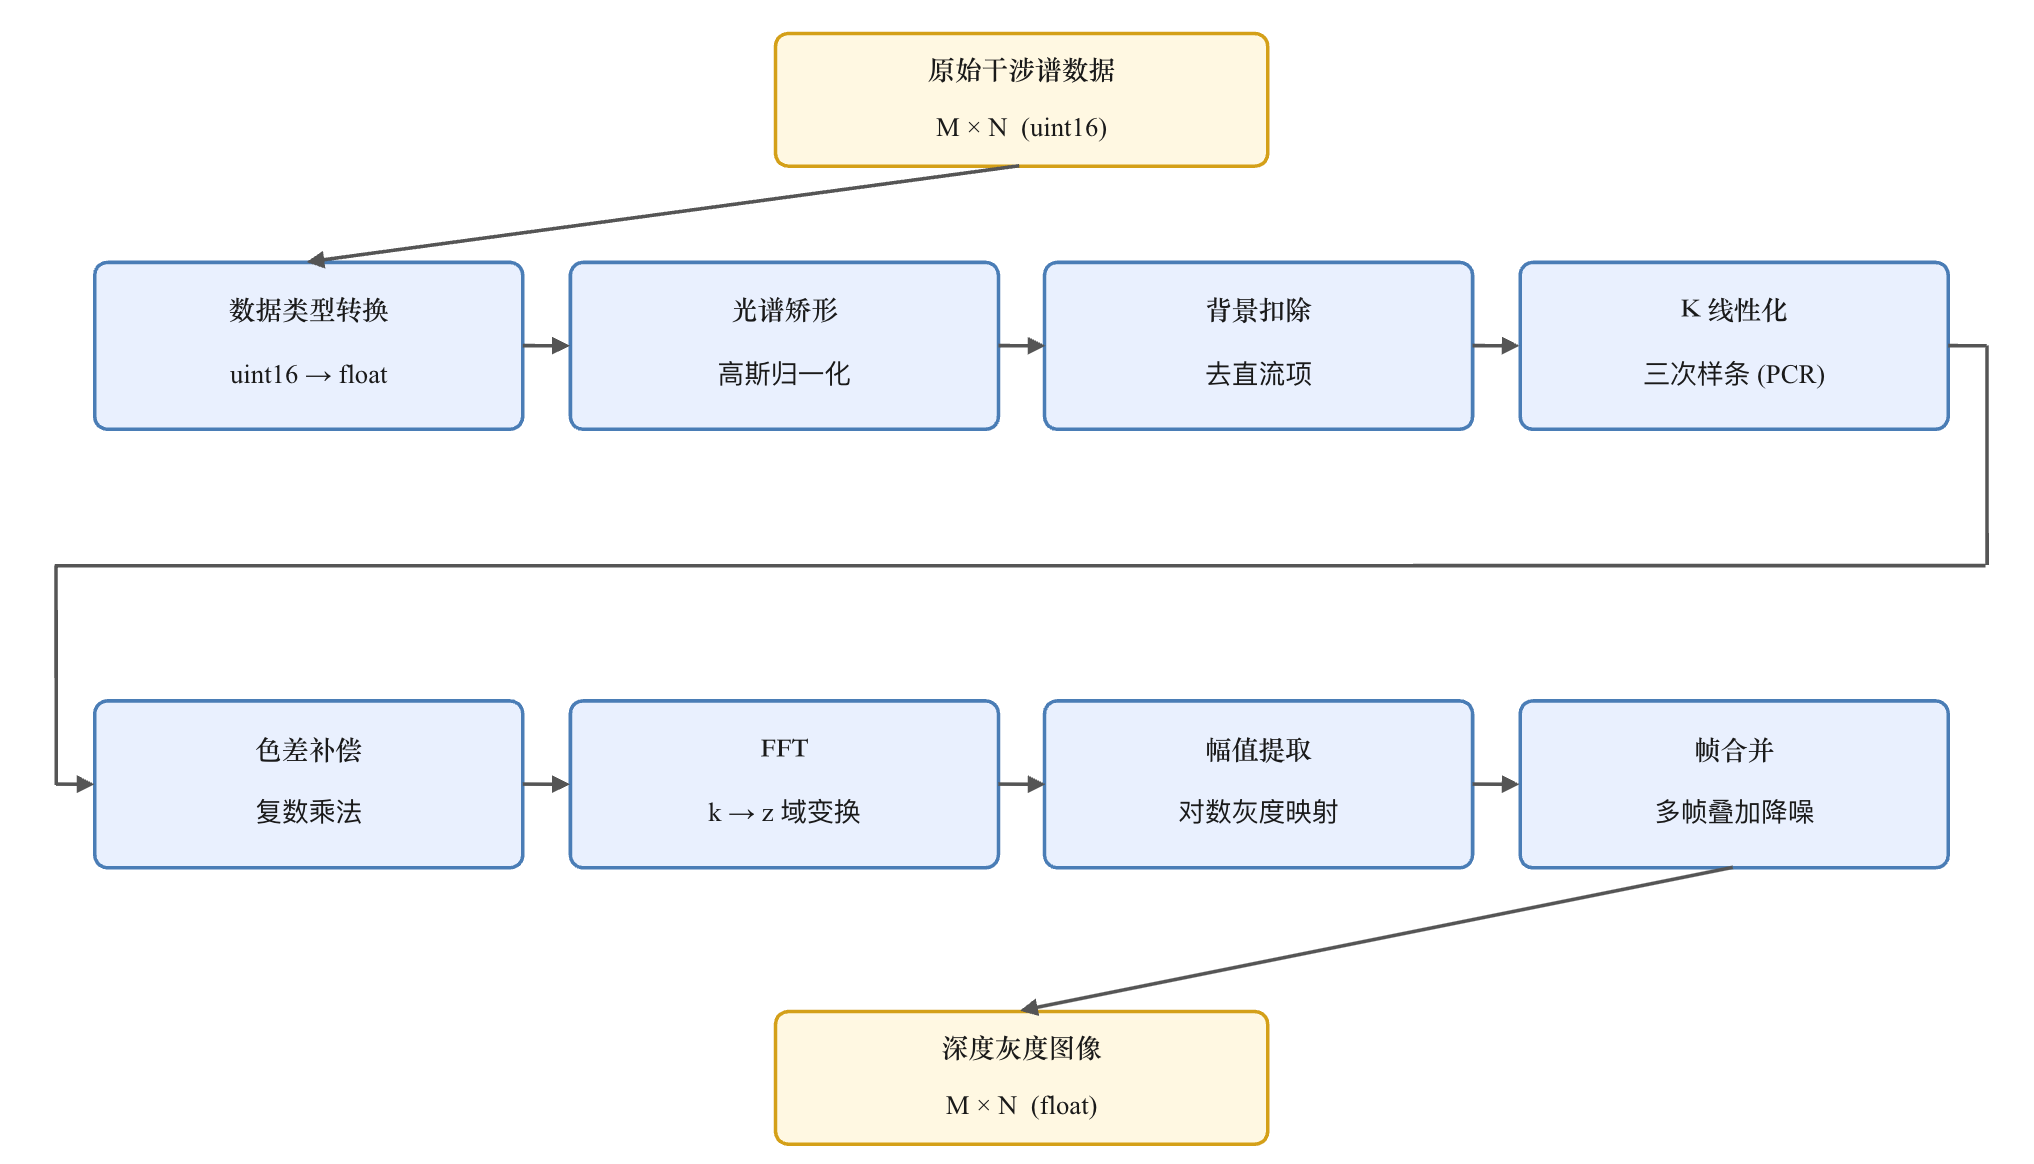 原始干涉谱数据
M × N (uint16)
数据类型转换
uint16 → float
光谱矫形
高斯归一化
背景扣除
去直流项
K 线性化
三次样条 (PCR)
色差补偿
复数乘法
FFT
k → z 域变换
幅值提取
对数灰度映射
帧合并
多帧叠加降噪
深度灰度图像
M × N (float)